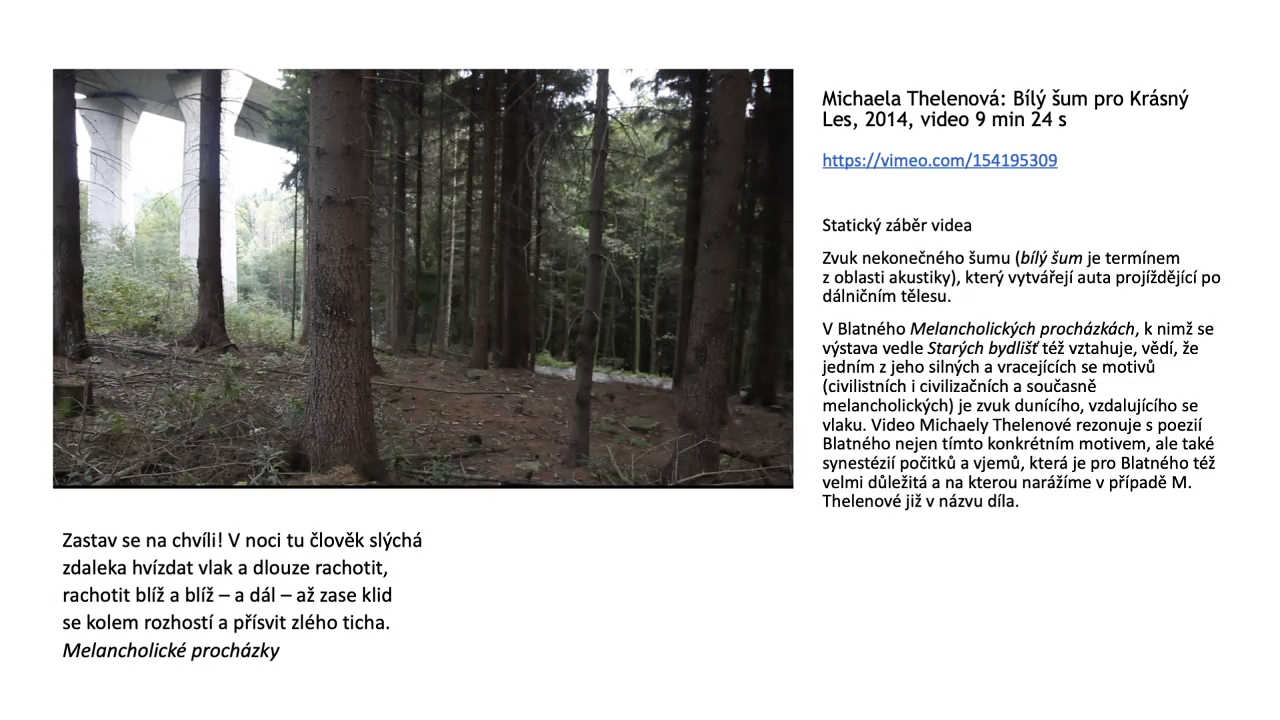 Michaela Thelenová: Bílý šum pro Krásný
Les, 2014, video 9 min 24 s
https://vimeo.com/154195309
Statický záběr videa
Zvuk nekonečného šumu (bílý šum je termínem
z oblasti akustiky), který vytvářejí auta projíždějící po
dálničním tělesu.
V Blatného Melancholických procházkách, k nimž se
výstava vedle Starých bydlišť též vztahuje, vědí, že
jedním z jeho silných a vracejících se motivů
(civilistních i civilizačních a současně
melancholických) je zvuk dunícího, vzdalujícího se
vlaku. Video Michaely Thelenové rezonuje s poezií
Blatného nejen tímto konkrétním motivem, ale také
synestézií počitků a vjemů, která je pro Blatného též
velmi důležitá a na kterou narážíme v případě M.
Thelenové již v názvu díla.
Zastav se na chvíli! V noci tu člověk slýchá
zdaleka hvízdat vlak a dlouze rachotit,
rachotit blíž a blíž – a dál – až zase klid
se kolem rozhostí a přísvit zlého ticha.
Melancholické procházky